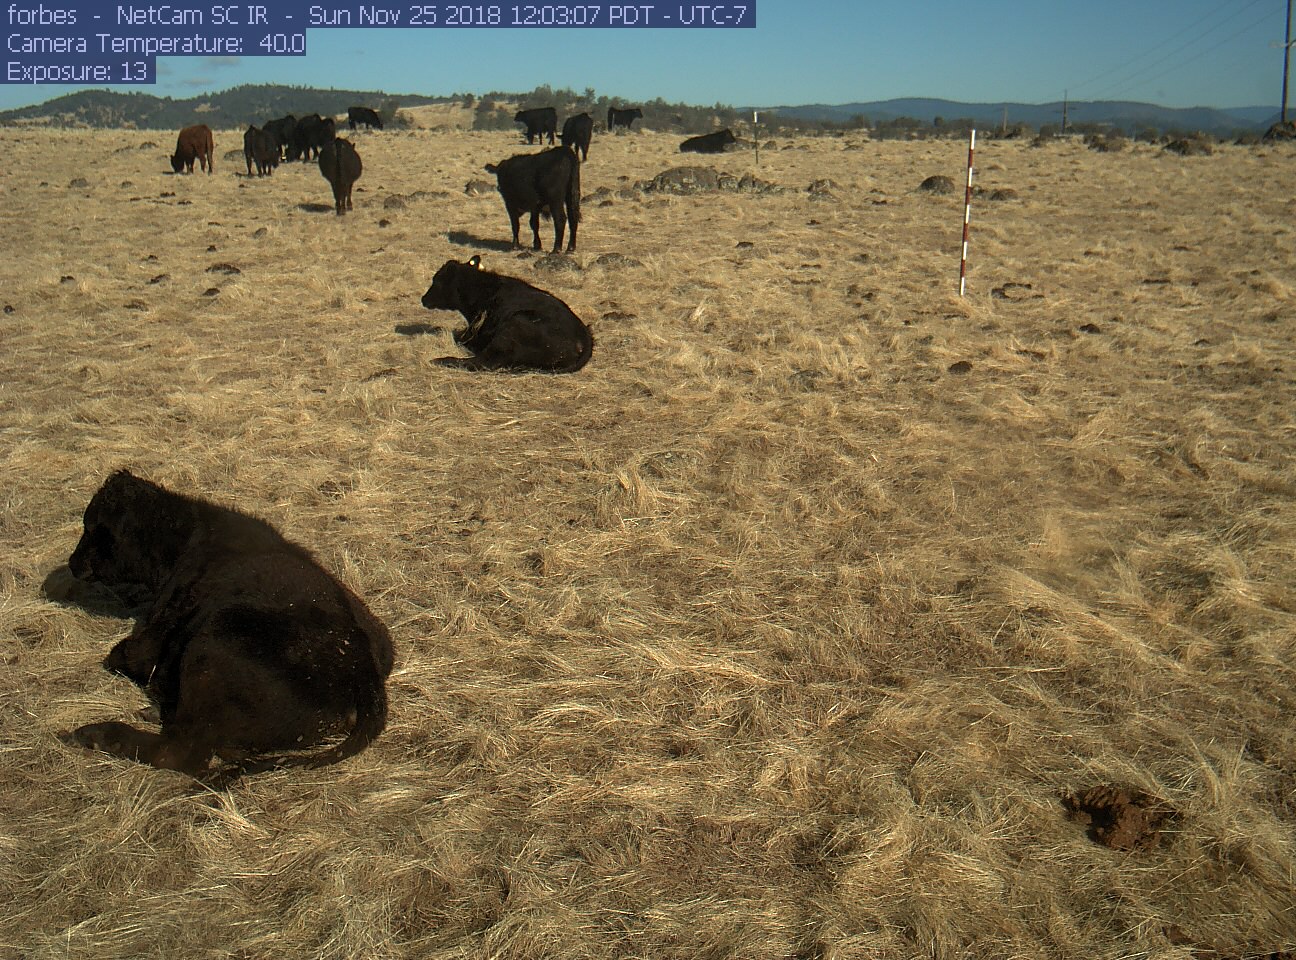 forbes - NetCam SC IR - Sun Nov 25 2018 12:03:07 PDT - UTC-7
Camera Temperature: 40.0
Exposure: 13